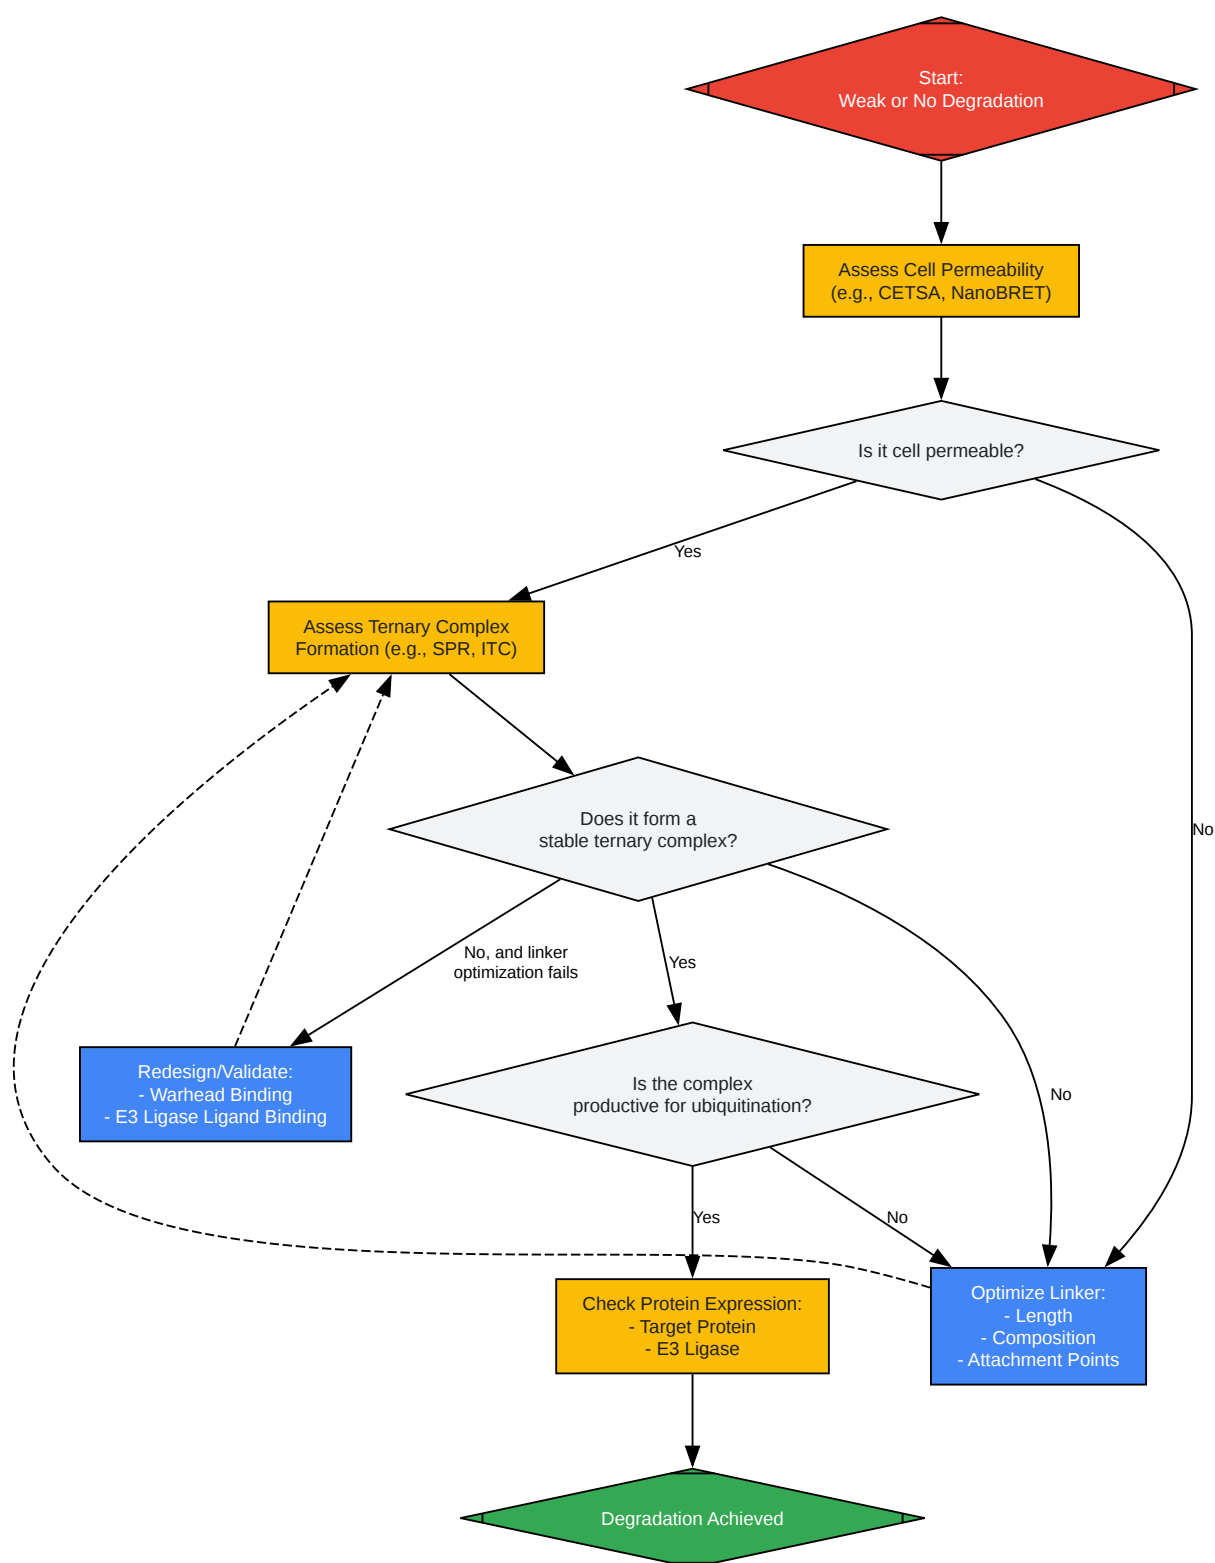 Start:
Weak or No Degradation
Assess Cell Permeability
(e.g., CETSA, NanoBRET)
Is it cell permeable?
Yes
Assess Ternary Complex
Formation (e.g., SPR, ITC)
Does it form a
stable ternary complex?
No
No, and linker
optimization fails
Yes
Redesign/Validate:
- Warhead Binding
- E3 Ligase Ligand Binding
Is the complex
productive for ubiquitination?
No
Yes
No
Check Protein Expression:
- Target Protein
- E3 Ligase
Optimize Linker:
- Length
- Composition
- Attachment Points
Degradation Achieved